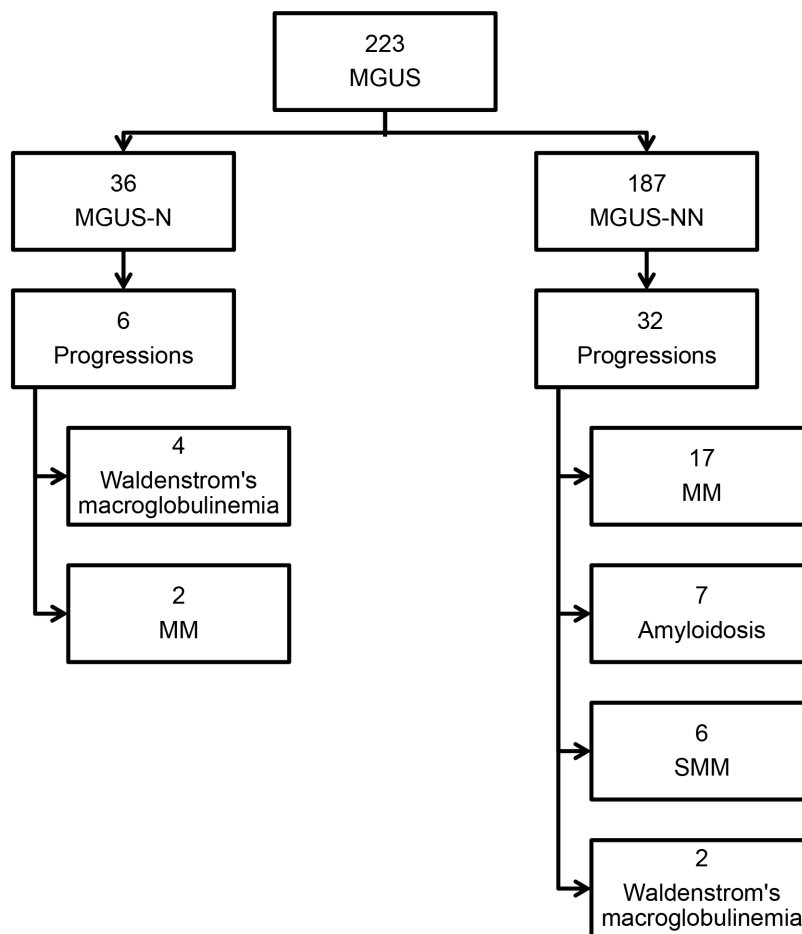 223
MGUS
36
MGUS-N
187
MGUS-NN
6
Progressions
32
Progressions
4
Waldenstrom's
macroglobulinemia
17
MM
2
MM
7
Amyloidosis
6
SMM
2
Waldenstrom's
macroglobulinemia